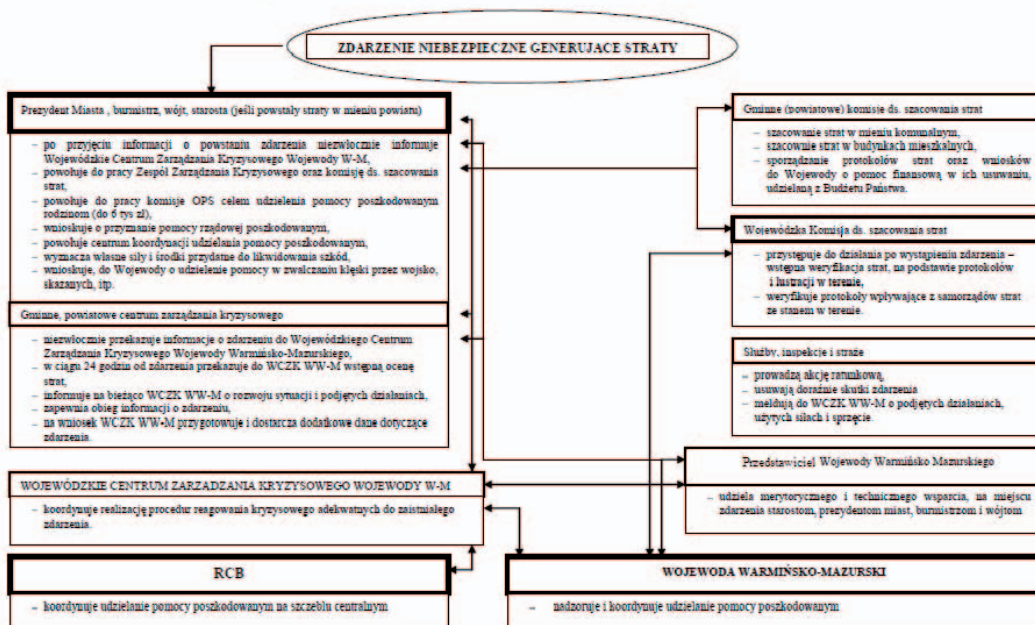 ZDARZENIE NIEBEZPIECZNE GENERUJĄCE STRATY
Prezydent Miasta , burmistrz, wójt, starosta (jeśli powstały straty w mieniu powiatu)
– po przyjęciu informacji o powstaniu zdarzenia niezwłocznie informuje
Wojewódzkie Centrum Zarządzania Kryzysowego Wojewody W-M,
– powołuje do pracy Zespół Zarządzania Kryzysowego oraz komisję ds. szacowania
strat,
– powołuje do pracy komisje OPS celem udzielenia pomocy poszkodowanym
rodzinom (do 6 tys zł),
– wnioskuje o przyznanie pomocy rządowej poszkodowanym,
– powołuje centrum koordynacji udzielania pomocy poszkodowanym,
– wyznacza własne siły i środki przydatne do likwidowania szkód,
– wnioskuje, do Wojewody o udzielenie pomocy w zwalczaniu klęski przez wojsko,
skazanych, itp.
Gminne, powiatowe centrum zarządzania kryzysowego
– niezwłocznie przekazuje informacje o zdarzeniu do Wojewódzkiego Centrum
Zarządzania Kryzysowego Wojewody Warmińsko-Mazurskiego,
– w ciągu 24 godzin od zdarzenia przekazuje do WCZK WW-M wstępną ocenę
strat,
– informuje na bieżąco WCZK WW-M o rozwoju sytuacji i podjętych działaniach,
– zapewnia obieg informacji o zdarzeniu,
– na wniosek WCZK WW-M przygotowuje i dostarcza dodatkowe dane dotyczące
zdarzenia.
WOJEWÓDZKIE CENTRUM ZARZĄDZANIA KRYZYSOWEGO WOJEWODY W-M
– koordynuje realizację procedur reagowania kryzysowego adekwatnych do zaistniałego
zdarzenia.
RCB
– koordynuje udzielanie pomocy poszkodowanym na szczeblu centralnym
Gminne (powiatowe) komisje ds. szacowania strat
– szacowanie strat w mieniu komunalnym,
– szacownie strat w budynkach mieszkalnych,
– sporządzanie protokołów strat oraz wniosków
do Wojewody o pomoc finansową w ich usuwaniu,
udzielaną z Budżetu Państwa.
Wojewódzka Komisja ds. szacowania strat
– przystępuje do działania po wystąpieniu zdarzenia –
wstępna weryfikacja strat, na podstawie protokołów
i lustracji w terenie,
– weryfikuje protokoły wpływające z samorządów strat
ze stanem w terenie.
Służby, inspekcje i straże
– prowadzą akcję ratunkową,
– usuwają doraźnie skutki zdarzenia
– meldują do WCZK WW-M o podjętych działaniach,
użytych siłach i sprzęcie.
Przedstawiciel Wojewody Warmińsko Mazurskiego
– udziela merytorycznego i technicznego wsparcia, na miejscu
zdarzenia starostom, prezydentom miast, burmistrzom i wójtom
WOJEWODA WARMIŃSKO-MAZURSKI
– nadzoruje i koordynuje udzielanie pomocy poszkodowanym